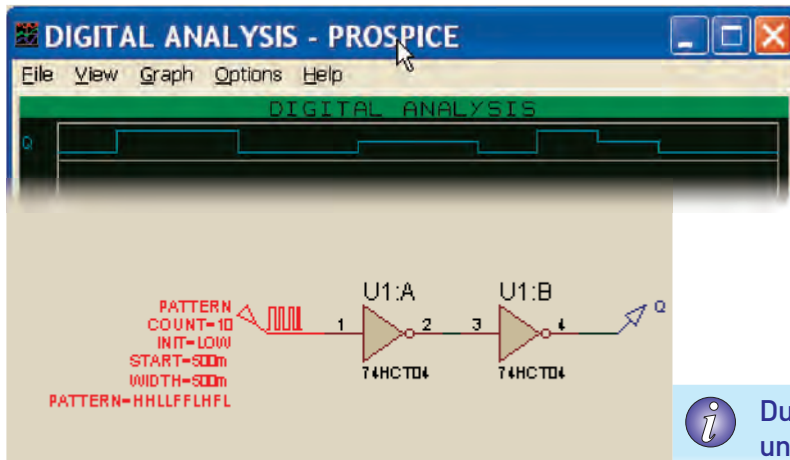 DIGITAL ANALYSIS - PROSPICE
File View Graph Options Help
DIGITAL ANALYSIS
Q
PATTERN
COUNT=10
INIT=LOW
START=500m
WIDTH=500m
PATTERN=HHLLFFLHFL
1
U1:A
2
74HCT04
3
U1:B
4
74HCT04
Q
i Du
un